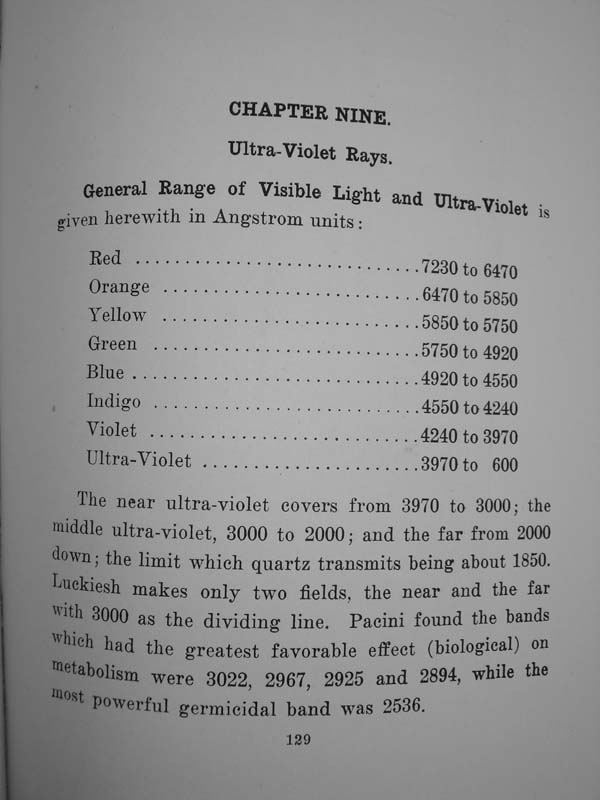 CHAPTER NINE.
Ultra-Violet Rays.
General Range of Visible Light and Ultra-Violet is
given herewith in Angstrom units:
Red ............................. 7230 to 6470
Orange .......................... 6470 to 5850
Yellow .......................... 5850 to 5750
Green ........................... 5750 to 4920
Blue ............................. 4920 to 4550
Indigo ........................... 4550 to 4240
Violet ........................... 4240 to 3970
Ultra-Violet ...................... 3970 to 600
The near ultra-violet covers from 3970 to 3000; the
middle ultra-violet, 3000 to 2000; and the far from 2000
down; the limit which quartz transmits being about 1850.
Luckiesh makes only two fields, the near and the far
with 3000 as the dividing line. Pacini found the bands
which had the greatest favorable effect (biological) on
metabolism were 3022, 2967, 2925 and 2894, while the
most powerful germicidal band was 2536.
129